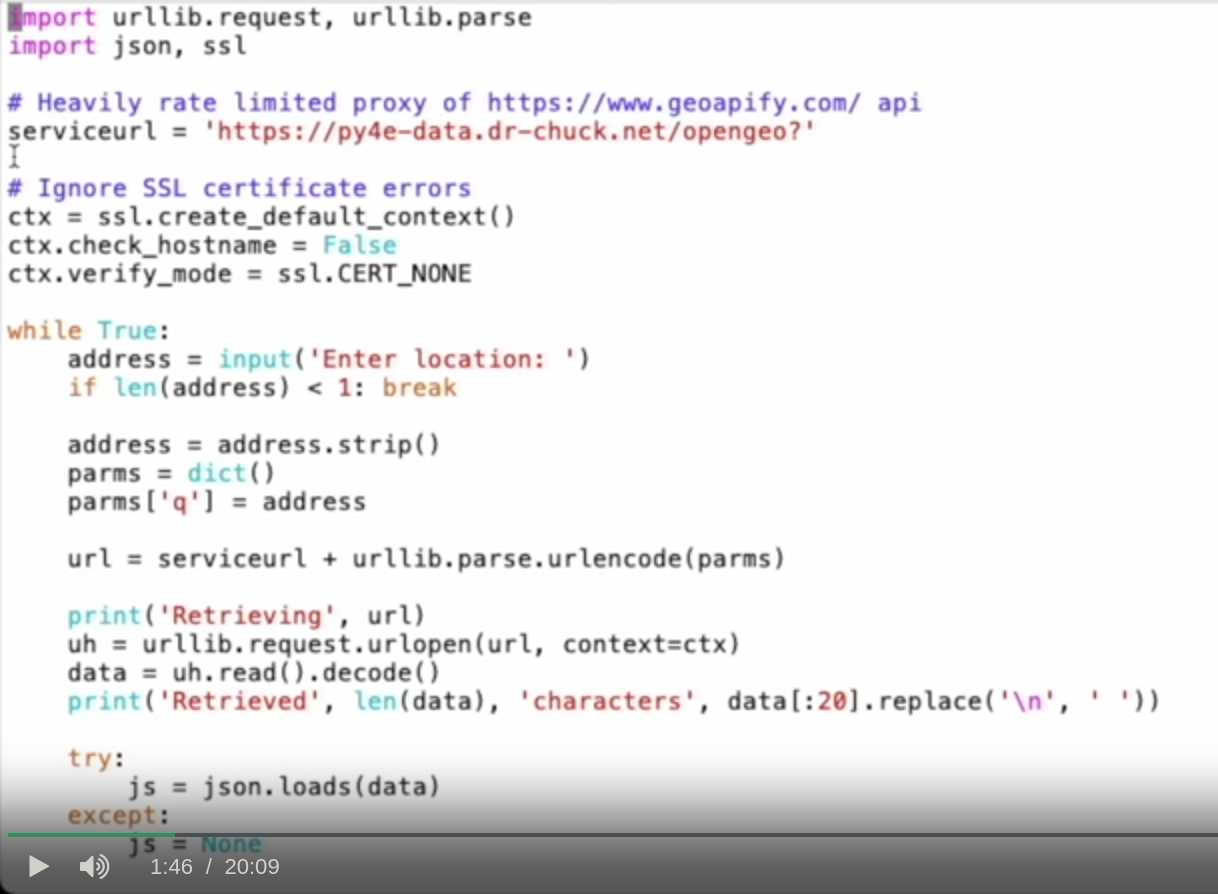 import urllib.request, urllib.parse
import json, ssl

# Heavily rate limited proxy of https://www.geoapify.com/ api
serviceurl = 'https://py4e-data.dr-chuck.net/opengeo?'

# Ignore SSL certificate errors
ctx = ssl.create_default_context()
ctx.check_hostname = False
ctx.verify_mode = ssl.CERT_NONE

while True:
    address = input('Enter location: ')
    if len(address) < 1: break

    address = address.strip()
    parms = dict()
    parms['q'] = address

    url = serviceurl + urllib.parse.urlencode(parms)

    print('Retrieving', url)
    uh = urllib.request.urlopen(url, context=ctx)
    data = uh.read().decode()
    print('Retrieved', len(data), 'characters', data[:20].replace('\n', ' '))

    try:
        js = json.loads(data)
    except:
        js = None
1:46 / 20:09